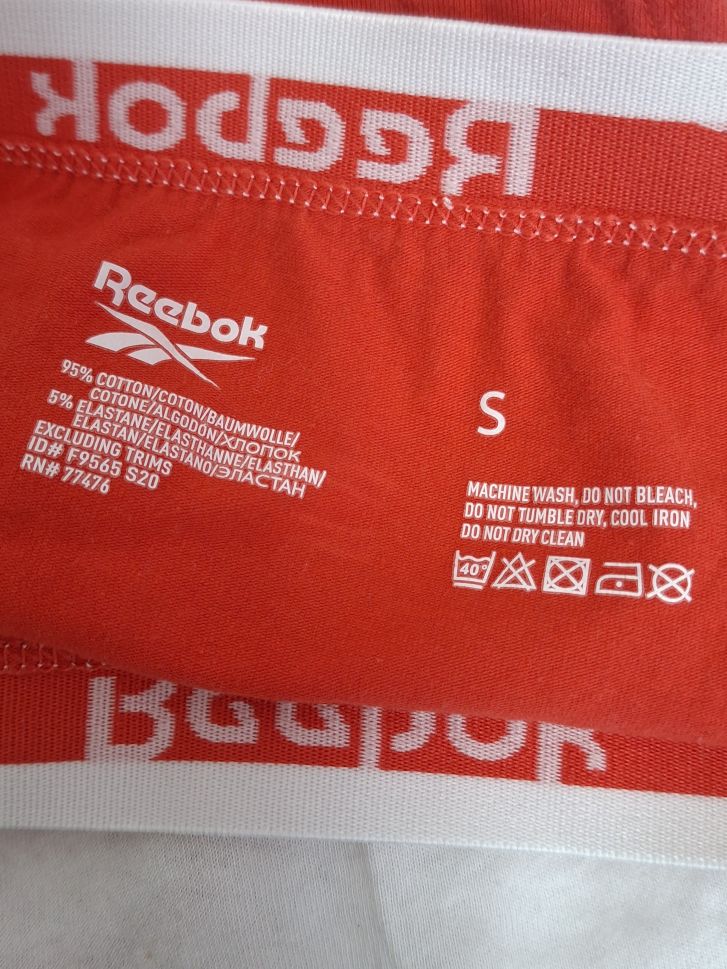 Reebok
Reebok
95% COTTON/COTON/BAUMWOLLE/
COTONE/ALGODÓN/ХЛОПОК
5% ELASTANE/ELASTHANNE/ELASTHAN/
ELASTAN/ELASTANO/ЭЛАСТАН
EXCLUDING TRIMS
ID# F9565 S20
RN# 77476
S
MACHINE WASH, DO NOT BLEACH,
DO NOT TUMBLE DRY, COOL IRON
DO NOT DRY CLEAN
40°
Reebok